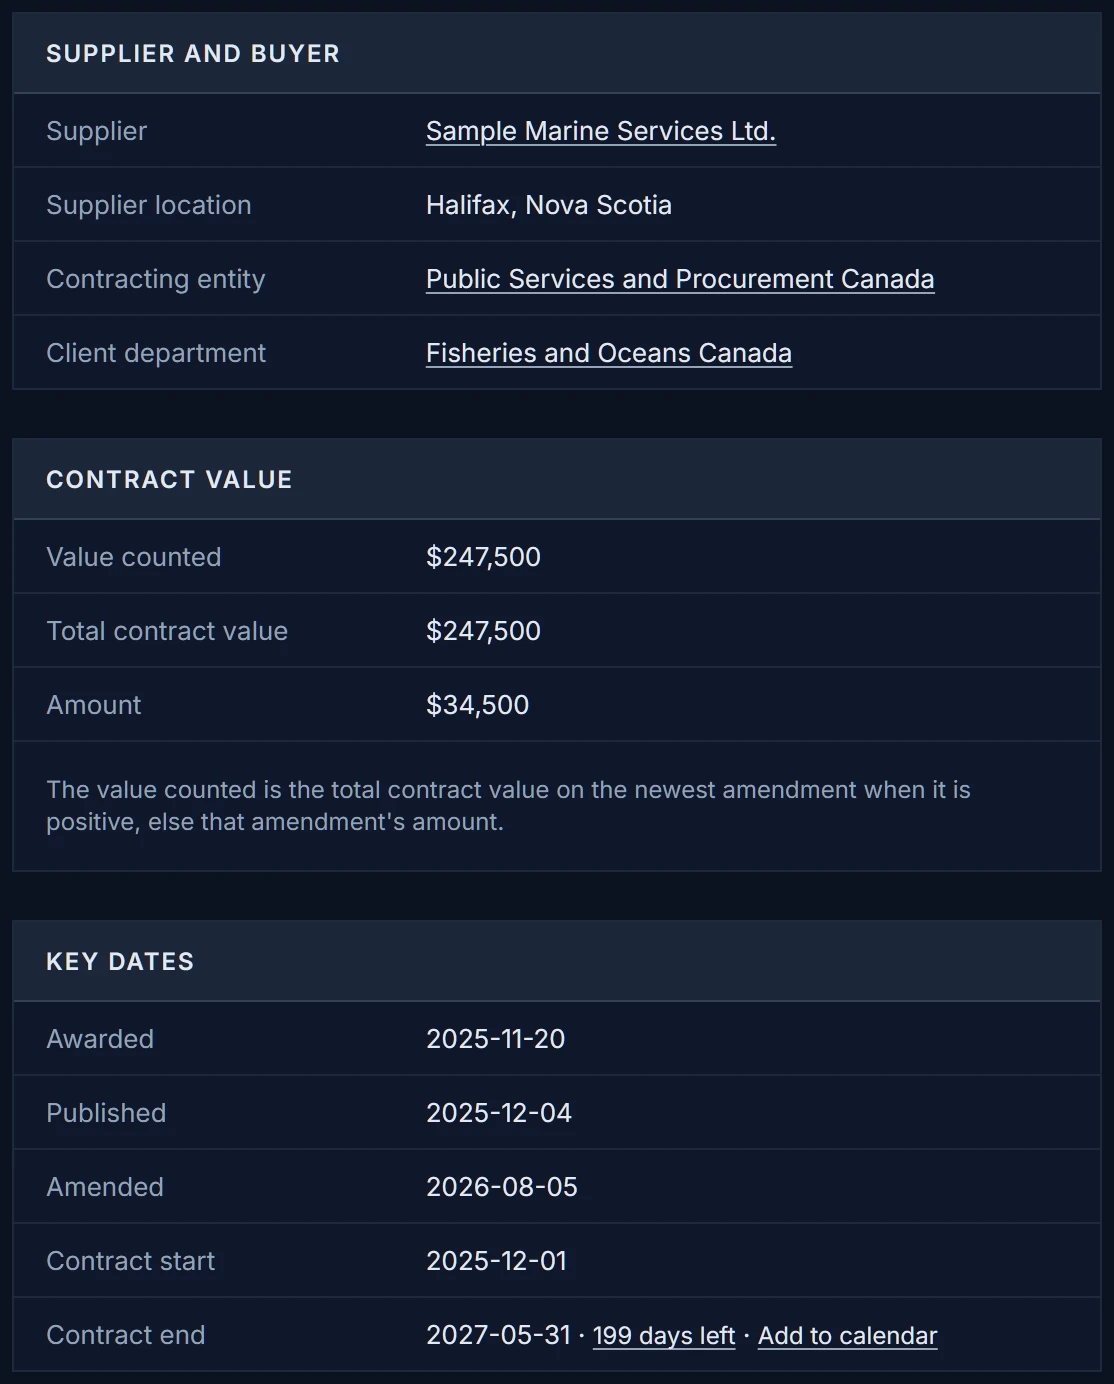 SUPPLIER AND BUYER
Supplier Sample Marine Services Ltd.
Supplier location Halifax, Nova Scotia
Contracting entity Public Services and Procurement Canada
Client department Fisheries and Oceans Canada
CONTRACT VALUE
Value counted $247,500
Total contract value $247,500
Amount $34,500
The value counted is the total contract value on the newest amendment when it is
positive, else that amendment's amount.
KEY DATES
Awarded 2025-11-20
Published 2025-12-04
Amended 2026-08-05
Contract start 2025-12-01
Contract end 2027-05-31 · 199 days left · Add to calendar